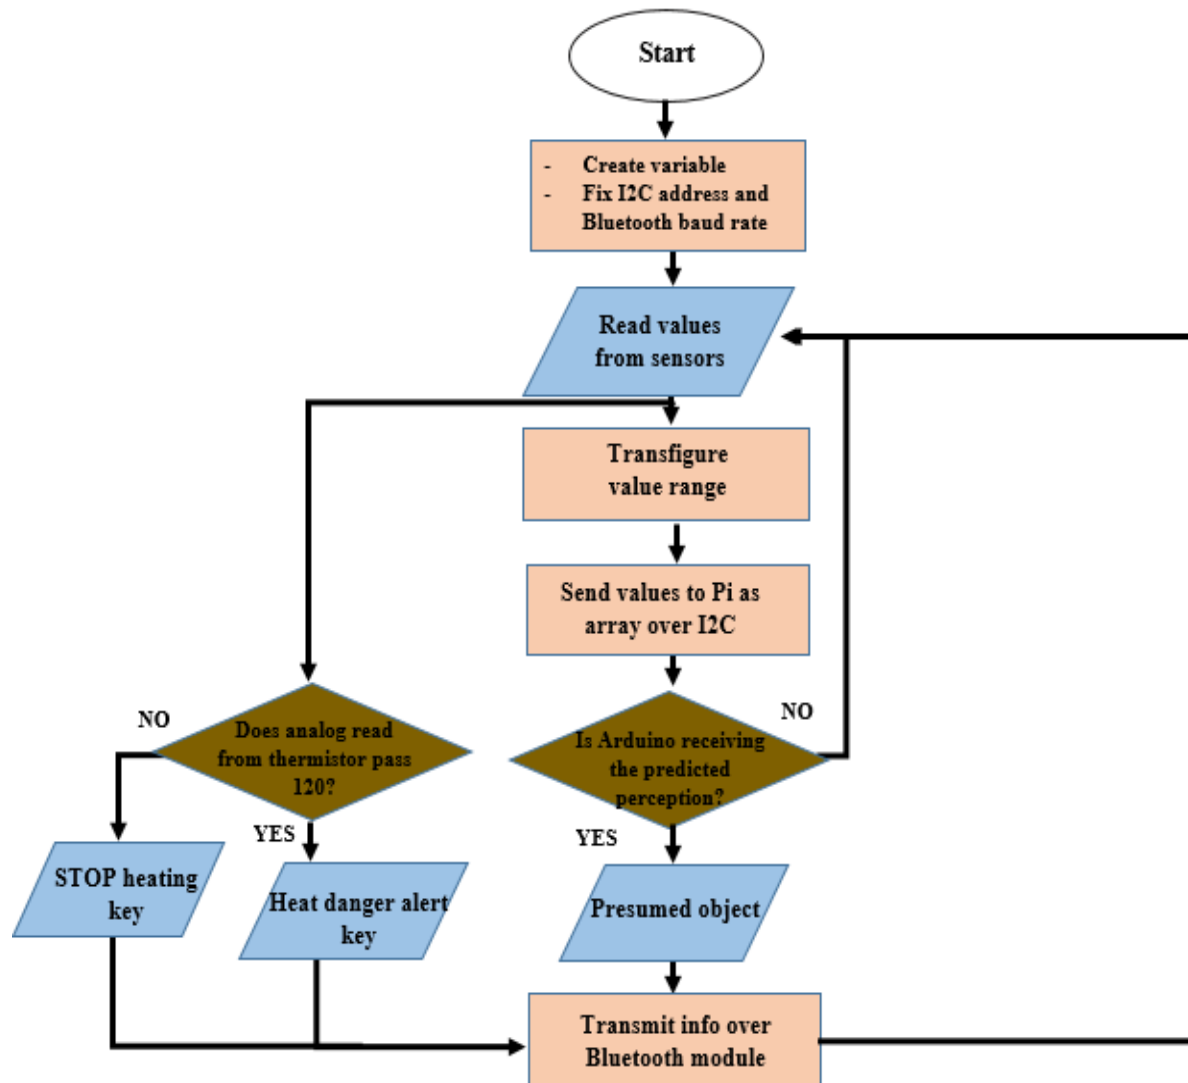 Start
- Create variable
- Fix I2C address and
Bluetooth baud rate
Read values
from sensors
Transfigure
value range
Send values to Pi as
array over I2C
NO
Does analog read
from thermistor pass
120?
YES
NO
Is Arduino receiving
the predicted
perception?
YES
STOP heating
key
Heat danger alert
key
Presumed object
Transmit info over
Bluetooth module